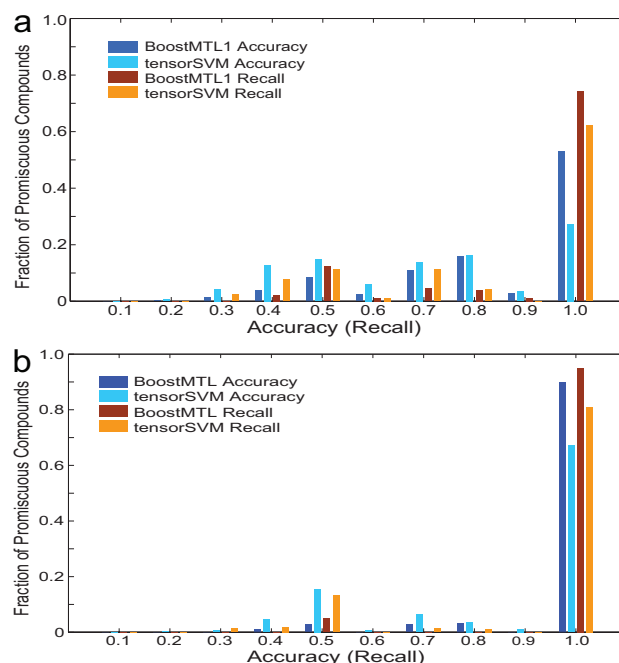 a
1.0
0.8
0.6
0.4
0.2
0
Fraction of Promiscuous Compounds
BoostMTL1 Accuracy
tensorSVM Accuracy
BoostMTL1 Recall
tensorSVM Recall
0.1 0.2 0.3 0.4 0.5 0.6 0.7 0.8 0.9 1.0
Accuracy (Recall)
b
1.0
0.8
0.6
0.4
0.2
0
Fraction of Promiscuous Compounds
BoostMTL Accuracy
tensorSVM Accuracy
BoostMTL Recall
tensorSVM Recall
0.1 0.2 0.3 0.4 0.5 0.6 0.7 0.8 0.9 1.0
Accuracy (Recall)